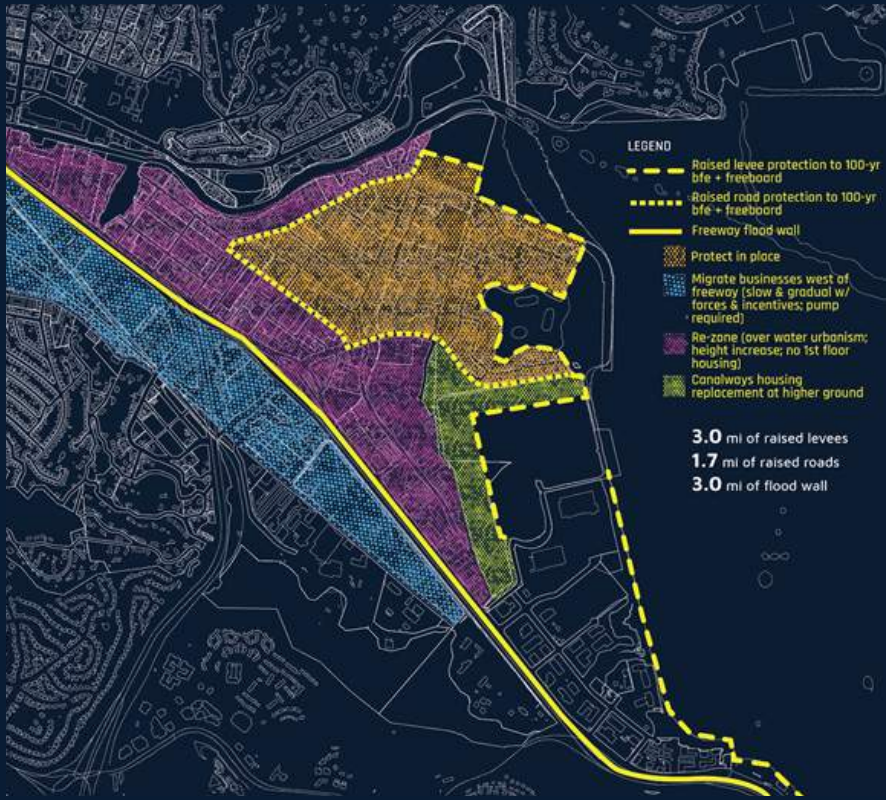 LEGEND
Raised levee protection to 100-yr
bfe + freeboard
Raised road protection to 100-yr
bfe + freeboard
Freeway flood wall
Protect in place
Migrate businesses west of
freeway (slow & gradual w/
forces & incentives; pump
required)
Re-zone (over water urbanism;
height increase; no 1st floor
housing)
Canalways housing
replacement at higher ground
3.0 mi of raised levees
1.7 mi of raised roads
3.0 mi of flood wall